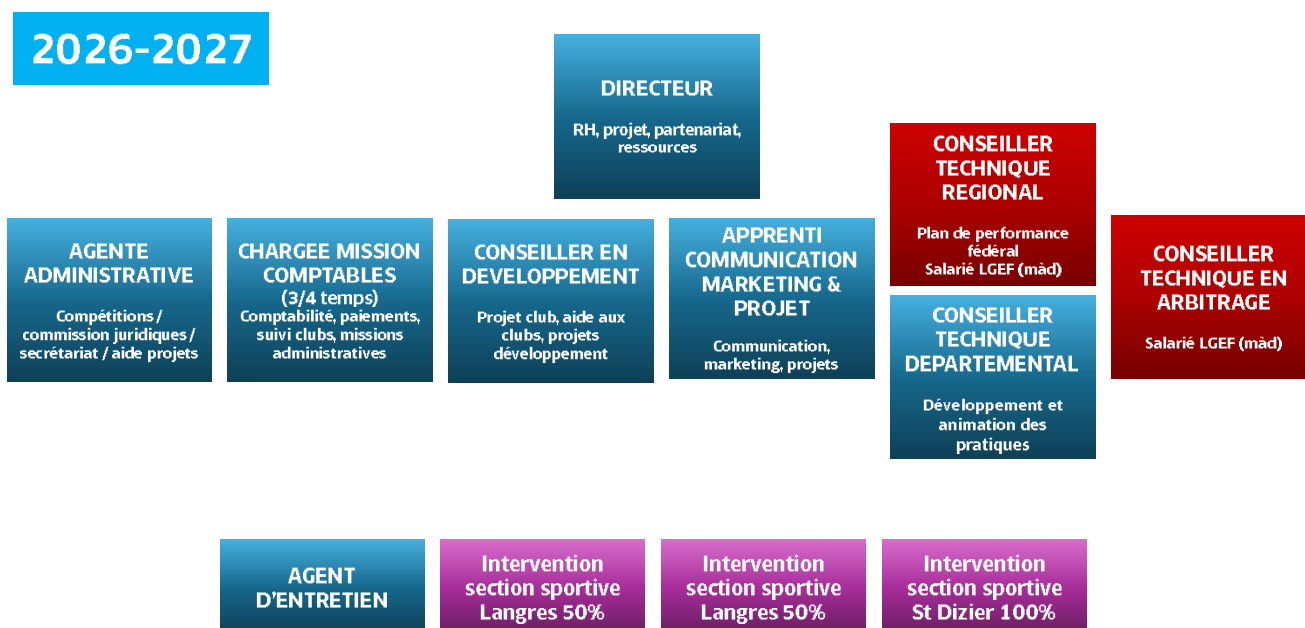 2026-2027
DIRECTEUR
RH, projet, partenariat,
ressources
CONSEILLER
TECHNIQUE
REGIONAL
Plan de performance
fédéral
Salarié LGEF (màd)
AGENTE
ADMINISTRATIVE
Compétitions /
commission juridiques /
secrétariat / aide projets
CHARGEE MISSION
COMPTABLES
(3/4 temps)
Comptabilité, paiements,
suivi clubs, missions
administratives
CONSEILLER EN
DEVELOPPEMENT
Projet club, aide aux
clubs, projets
développement
APPRENTI
COMMUNICATION
MARKETING &
PROJET
Communication,
marketing, projets
CONSEILLER
TECHNIQUE
DEPARTEMENTAL
Développement et
animation des
pratiques
CONSEILLER
TECHNIQUE EN
ARBITRAGE
Salarié LGEF (màd)
AGENT
D'ENTRETIEN
Intervention
section sportive
Langres 50%
Intervention
section sportive
Langres 50%
Intervention
section sportive
St Dizier 100%